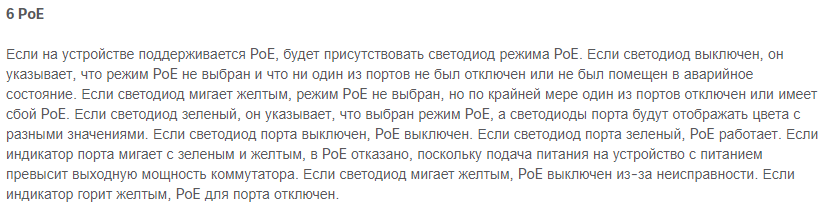 6 PoE
Если на устройстве поддерживается PoE, будет присутствовать светодиод режима PoE. Если светодиод выключен, он
указывает, что режим PoE не выбран и что ни один из портов не был отключен или не был помещен в аварийное
состояние. Если светодиод мигает желтым, режим PoE не выбран, но по крайней мере один из портов отключен или имеет
сбой PoE. Если светодиод зеленый, он указывает, что выбран режим PoE, а светодиоды порта будут отображать цвета с
разными значениями. Если светодиод порта выключен, PoE выключен. Если светодиод порта зеленый, PoE работает. Если
индикатор порта мигает с зеленым и желтым, в PoE отказано, поскольку подача питания на устройство с питанием
превысит выходную мощность коммутатора. Если светодиод мигает желтым, PoE выключен из-за неисправности. Если
индикатор горит желтым, PoE для порта отключен.